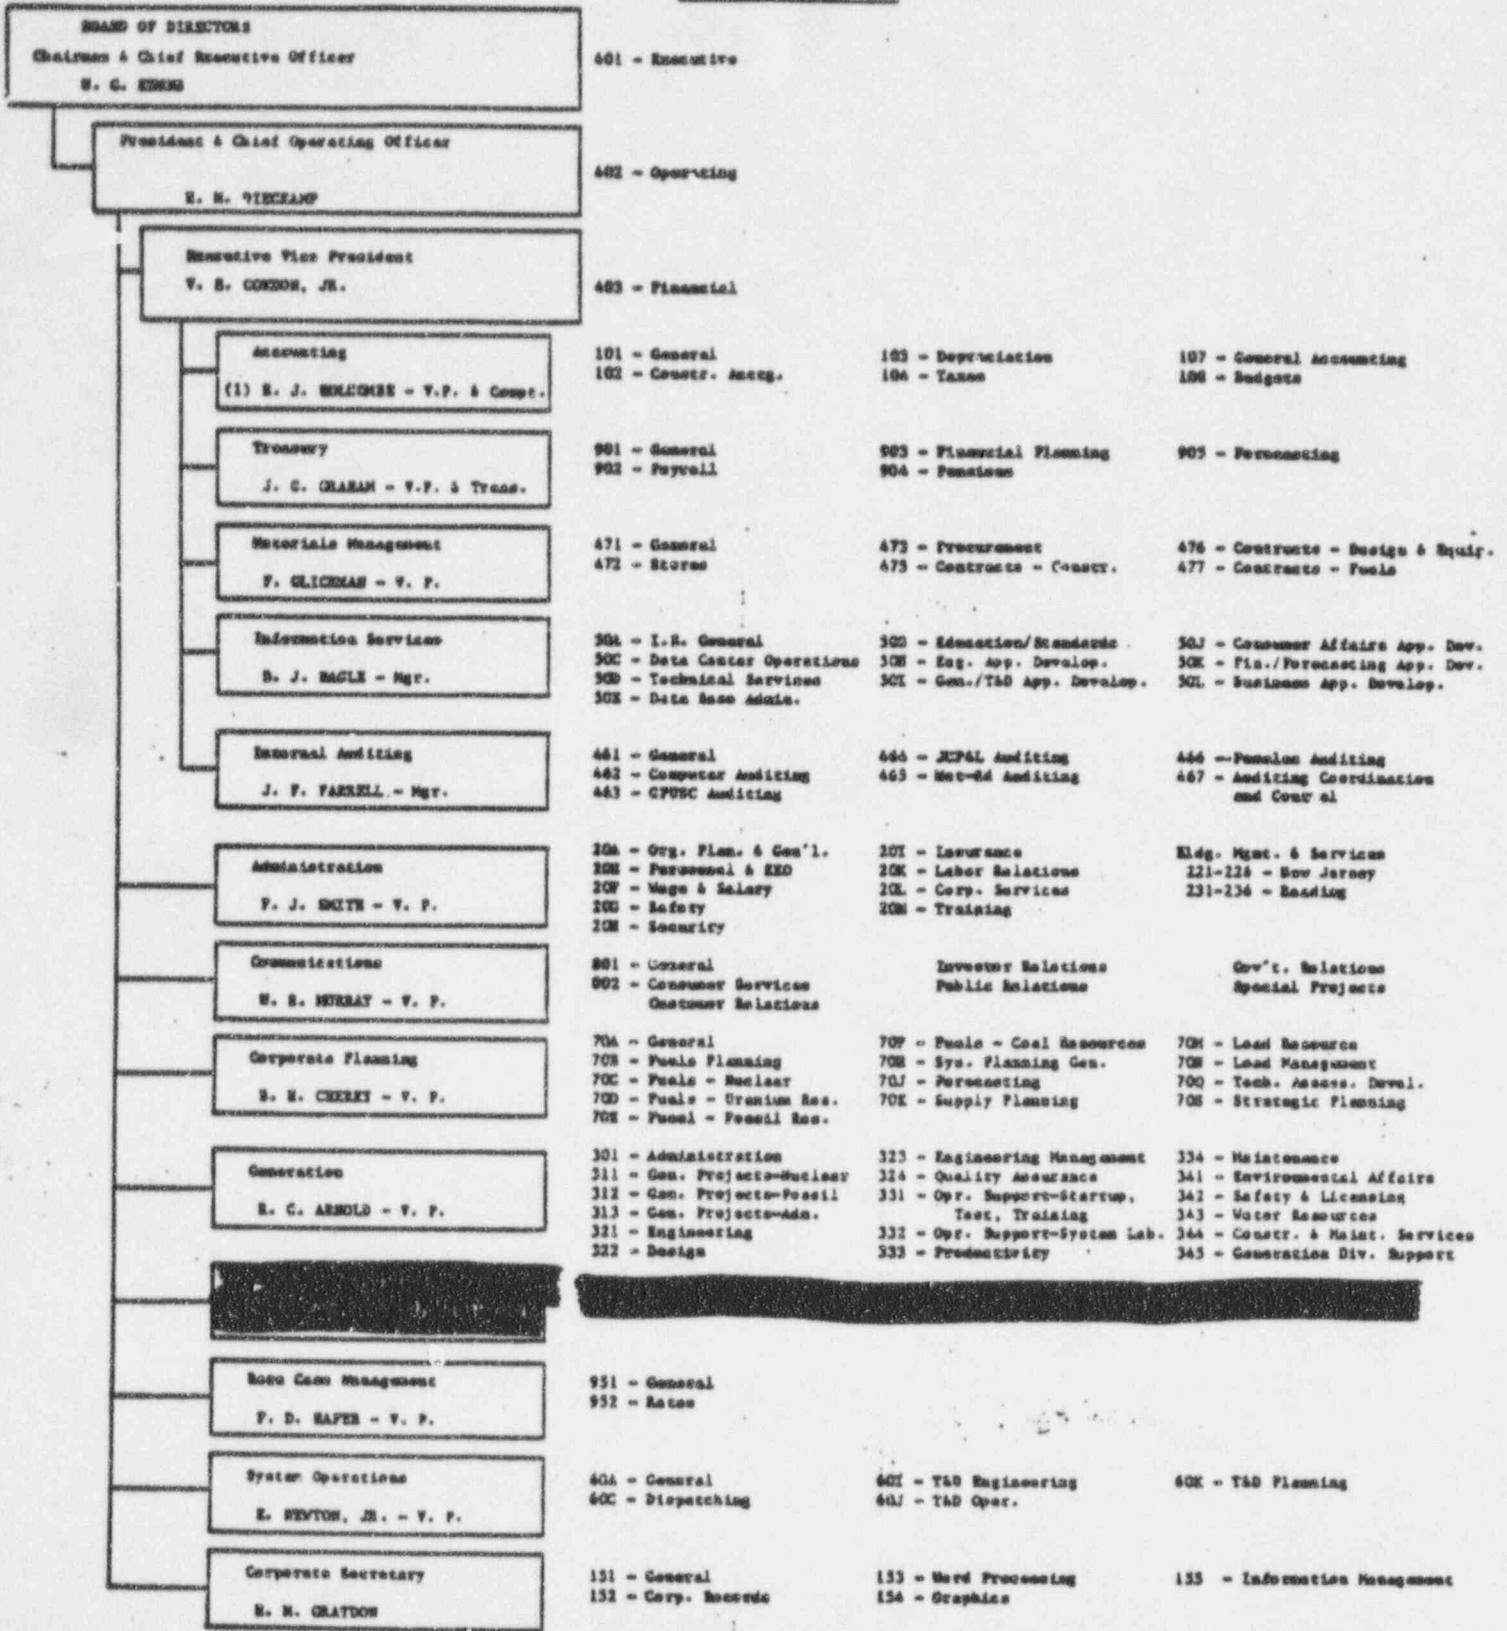 BOARD OF DIRECTORS
Chairman & Chief Executive Officer
W. G.
401 - Executive
President & Chief Operating Officer
402 - Operating
H. M. DIECKAMP
Executive Vice President
V. H. CONDON, JR.
403 - Financial
Accounting
(1) E. J. HOLCOMBE - V.P. & Compt.
101 - General 103 - Depreciation 107 - General Accounting
102 - Constr. Acctg. 104 - Taxes 108 - Budgets
Treasury
J. G. GRAHAM - V.P. & Treas.
901 - General 903 - Financial Planning 905 - Forecasting
902 - Payroll 904 - Pensions
Materials Management
F. GLICKMAN - V. P.
471 - General 473 - Procurement 476 - Contracts - Design & Equip.
472 - Stores 475 - Contracts - Constr. 477 - Contracts - Fuels
Information Services
B. J. - Mgr.
50A - I.S. General 50G - Education/Standards 50J - Consumer Affairs App. Dev.
50C - Data Center Operations 50H - Eng. App. Develop. 50K - Fin./Forecasting App. Dev.
50D - Technical Services 50I - Gen./T&D App. Develop. 50L - Business App. Develop.
50E - Data Base Admin.
Internal Auditing
J. F. FARRELL - Mgr.
461 - General 464 - JCP&L Auditing 466 - Penelec Auditing
462 - Computer Auditing 465 - Met-Ed Auditing 467 - Auditing Coordination
463 - GPUSC Auditing and Control
Administration
F. J. SMITH - V. P.
20A - Org. Plan. & Gen'l. 20I - Insurance Bldg. Mgmt. & Services
20E - Personnel & EEO 20K - Labor Relations 221-226 - New Jersey
20F - Wage & Salary 20L - Corp. Services 231-236 - Reading
20G - Safety 20M - Training
20H - Security
Communications
W. B. MURRAY - V. P.
801 - General Investor Relations Gov't. Relations
802 - Consumer Services Public Relations Special Projects
Customer Relations
Corporate Planning
B. H. CHERRY - V. P.
70A - General 70F - Fuels - Coal Resources 70M - Load Resource
70B - Fuels Planning 70H - Sys. Planning Gen. 70N - Load Management
70C - Fuels - Nuclear 70J - Forecasting 70Q - Tech. Assess. Devel.
70D - Fuels - Uranium Res. 70K - Supply Planning 70S - Strategic Planning
70E - Fuel - Fossil Res.
Generation
R. C. ARNOLD - V. P.
301 - Administration 323 - Engineering Management 334 - Maintenance
311 - Gen. Projects-Nuclear 324 - Quality Assurance 341 - Environmental Affairs
312 - Gen. Projects-Fossil 331 - Opr. Support-Startup, 342 - Safety & Licensing
313 - Gen. Projects-Adm. Test, Training 343 - Water Resources
321 - Engineering 332 - Opr. Support-System Lab. 344 - Constr. & Maint. Services
322 - Design 333 - Productivity 345 - Generation Div. Support
Rate Case Management
F. D. HAFER - V. P.
951 - General
952 - Rates
System Operations
E. NEWTON, JR. - V. P.
60A - General 60I - T&D Engineering 60K - T&D Planning
60C - Dispatching 60J - T&D Oper.
Corporate Secretary
H. M. GRAYDON
151 - General 153 - Word Processing 155 - Information Management
152 - Corp. Records 154 - Graphics